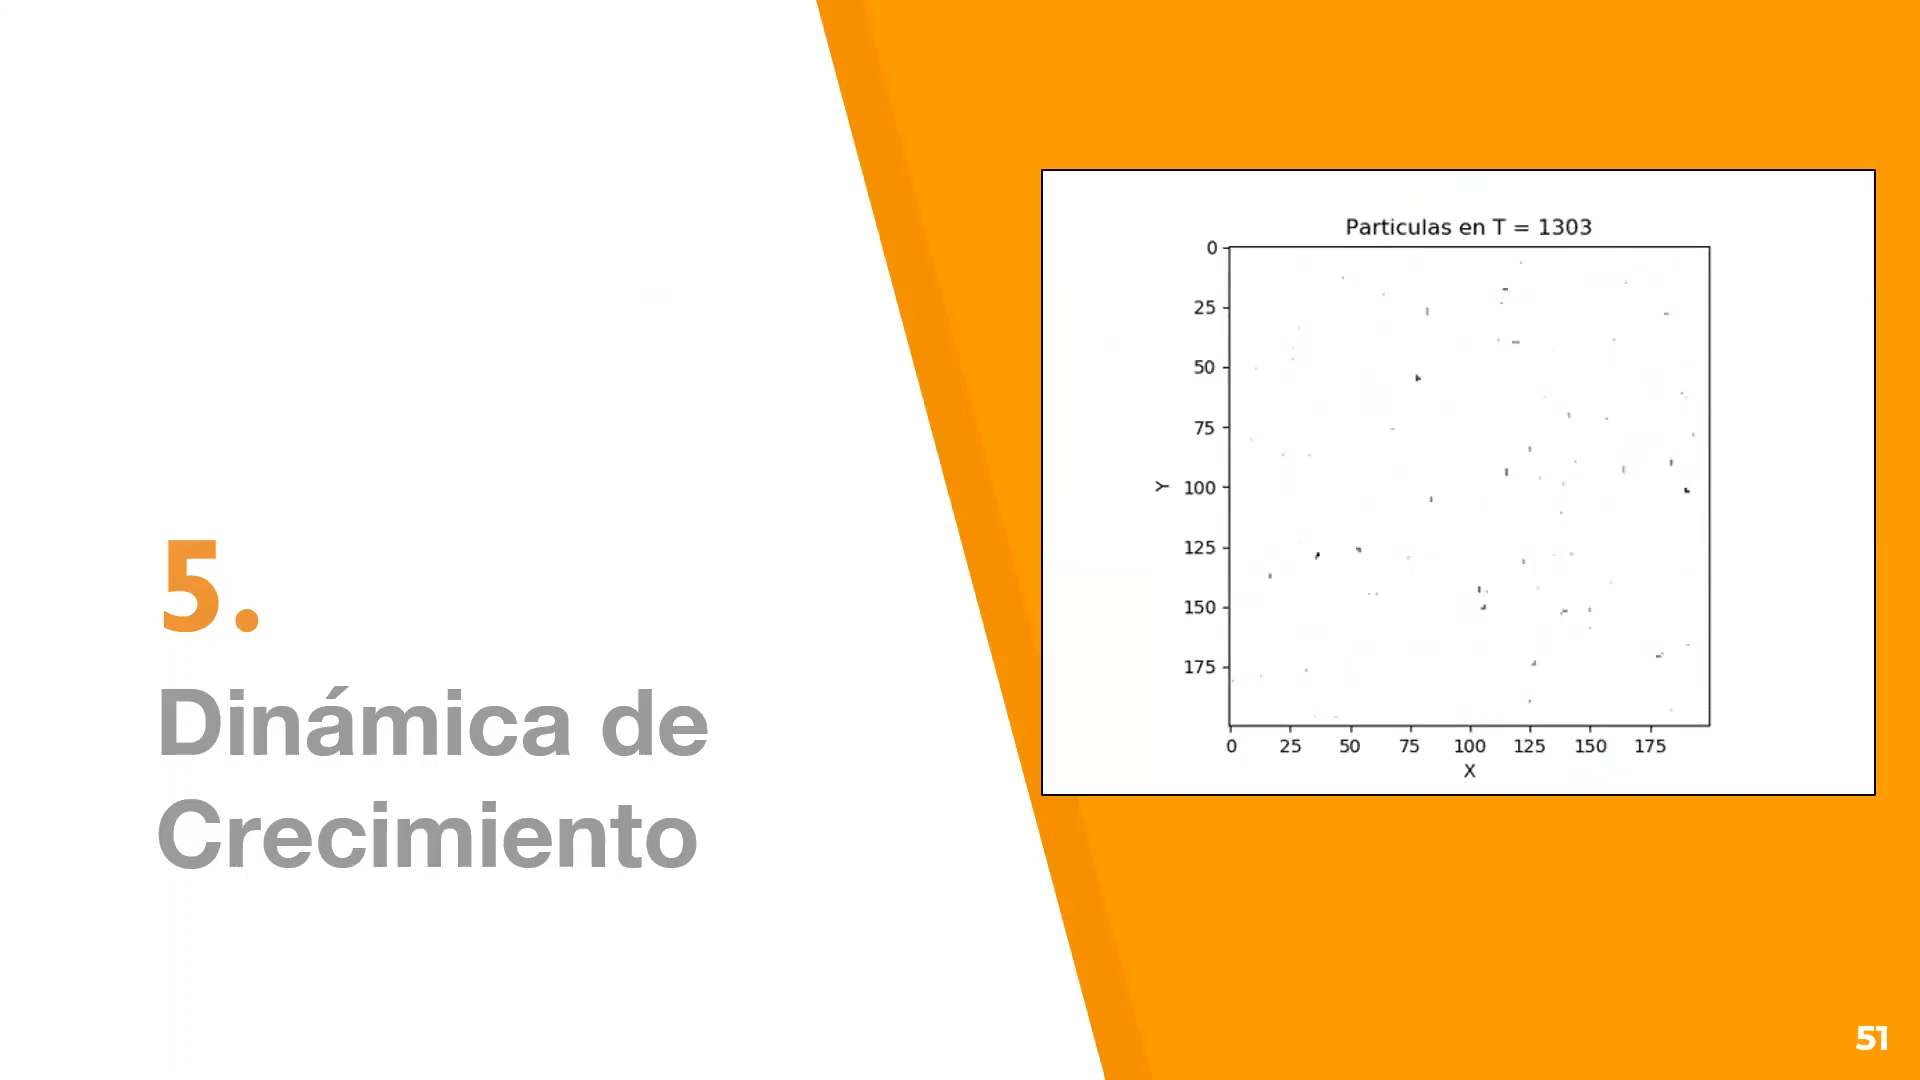 5.
Dinámica de
Crecimiento
Particulas en T = 1303
0
25
50
75
100
125
150
175
Y
0 25 50 75 100 125 150 175
X
51